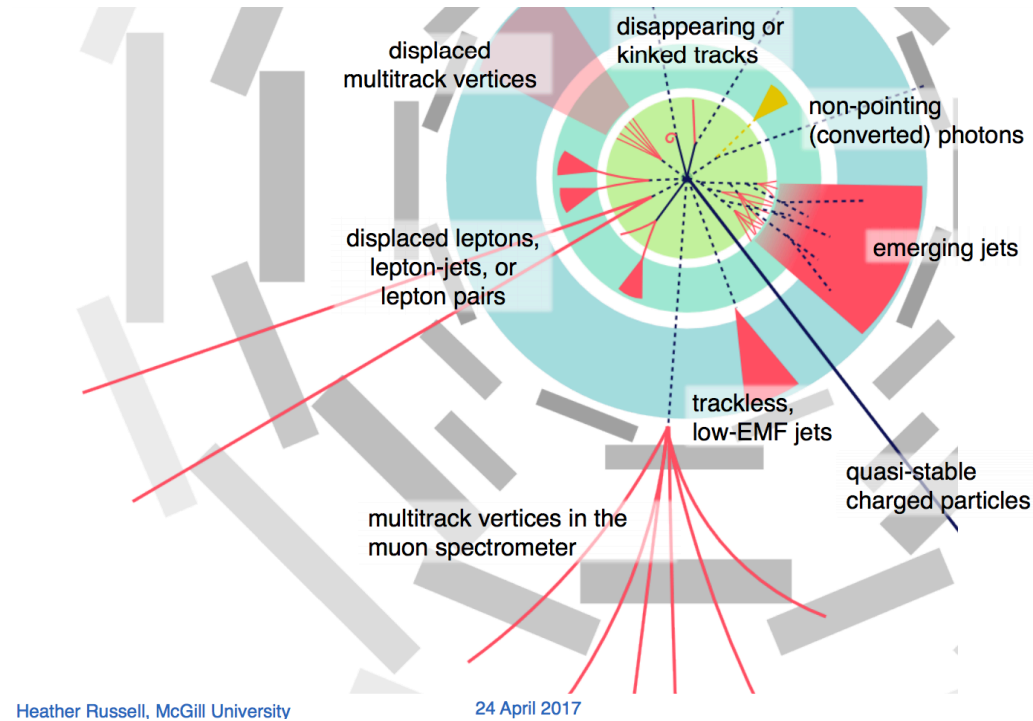 disappearing or
kinked tracks
displaced
multitrack vertices
non-pointing
(converted) photons
displaced leptons,
lepton-jets, or
lepton pairs
emerging jets
trackless,
low-EMF jets
quasi-stable
charged particles
multitrack vertices in the
muon spectrometer
Heather Russell, McGill University
24 April 2017